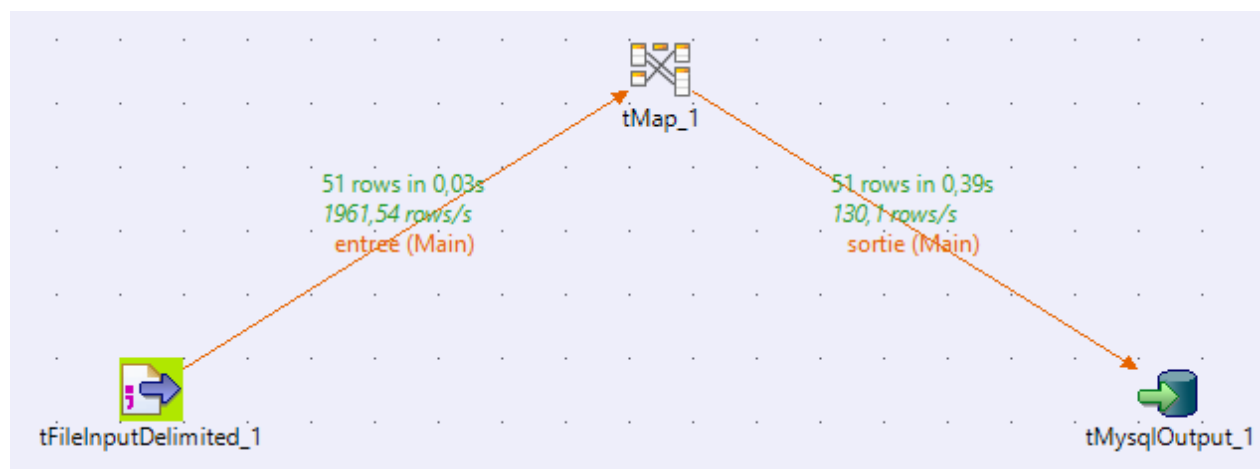 tMap_1
51 rows in 0,03s
1961,54 rows/s
entree (Main)
51 rows in 0,39s
130,1 rows/s
sortie (Main)
tFileInputDelimited_1
tMysqlOutput_1